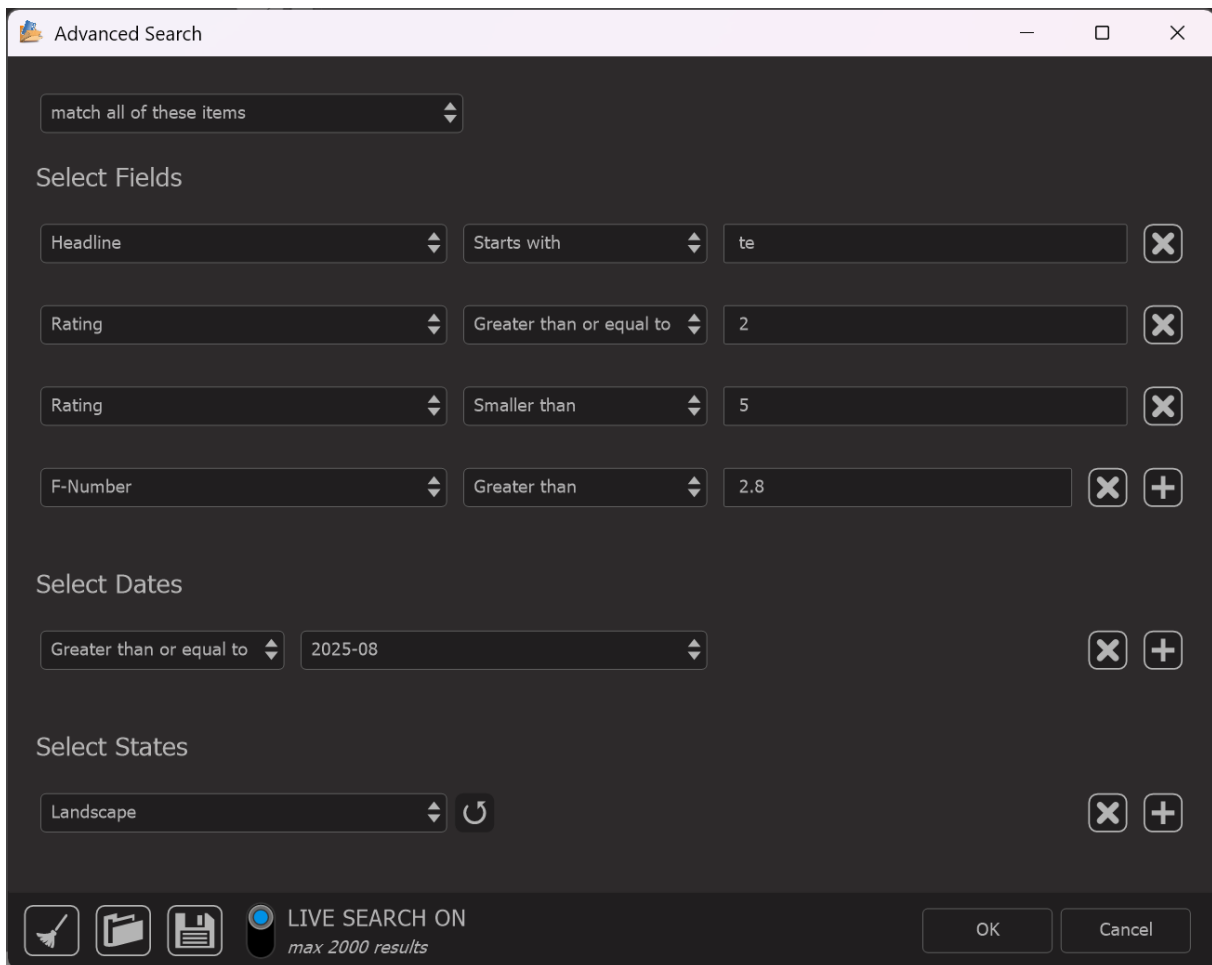 Advanced Search
match all of these items
Select Fields
Headline Starts with te
Rating Greater than or equal to 2
Rating Smaller than 5
F-Number Greater than 2.8
Select Dates
Greater than or equal to 2025-08
Select States
Landscape
LIVE SEARCH ON
max 2000 results
OK Cancel